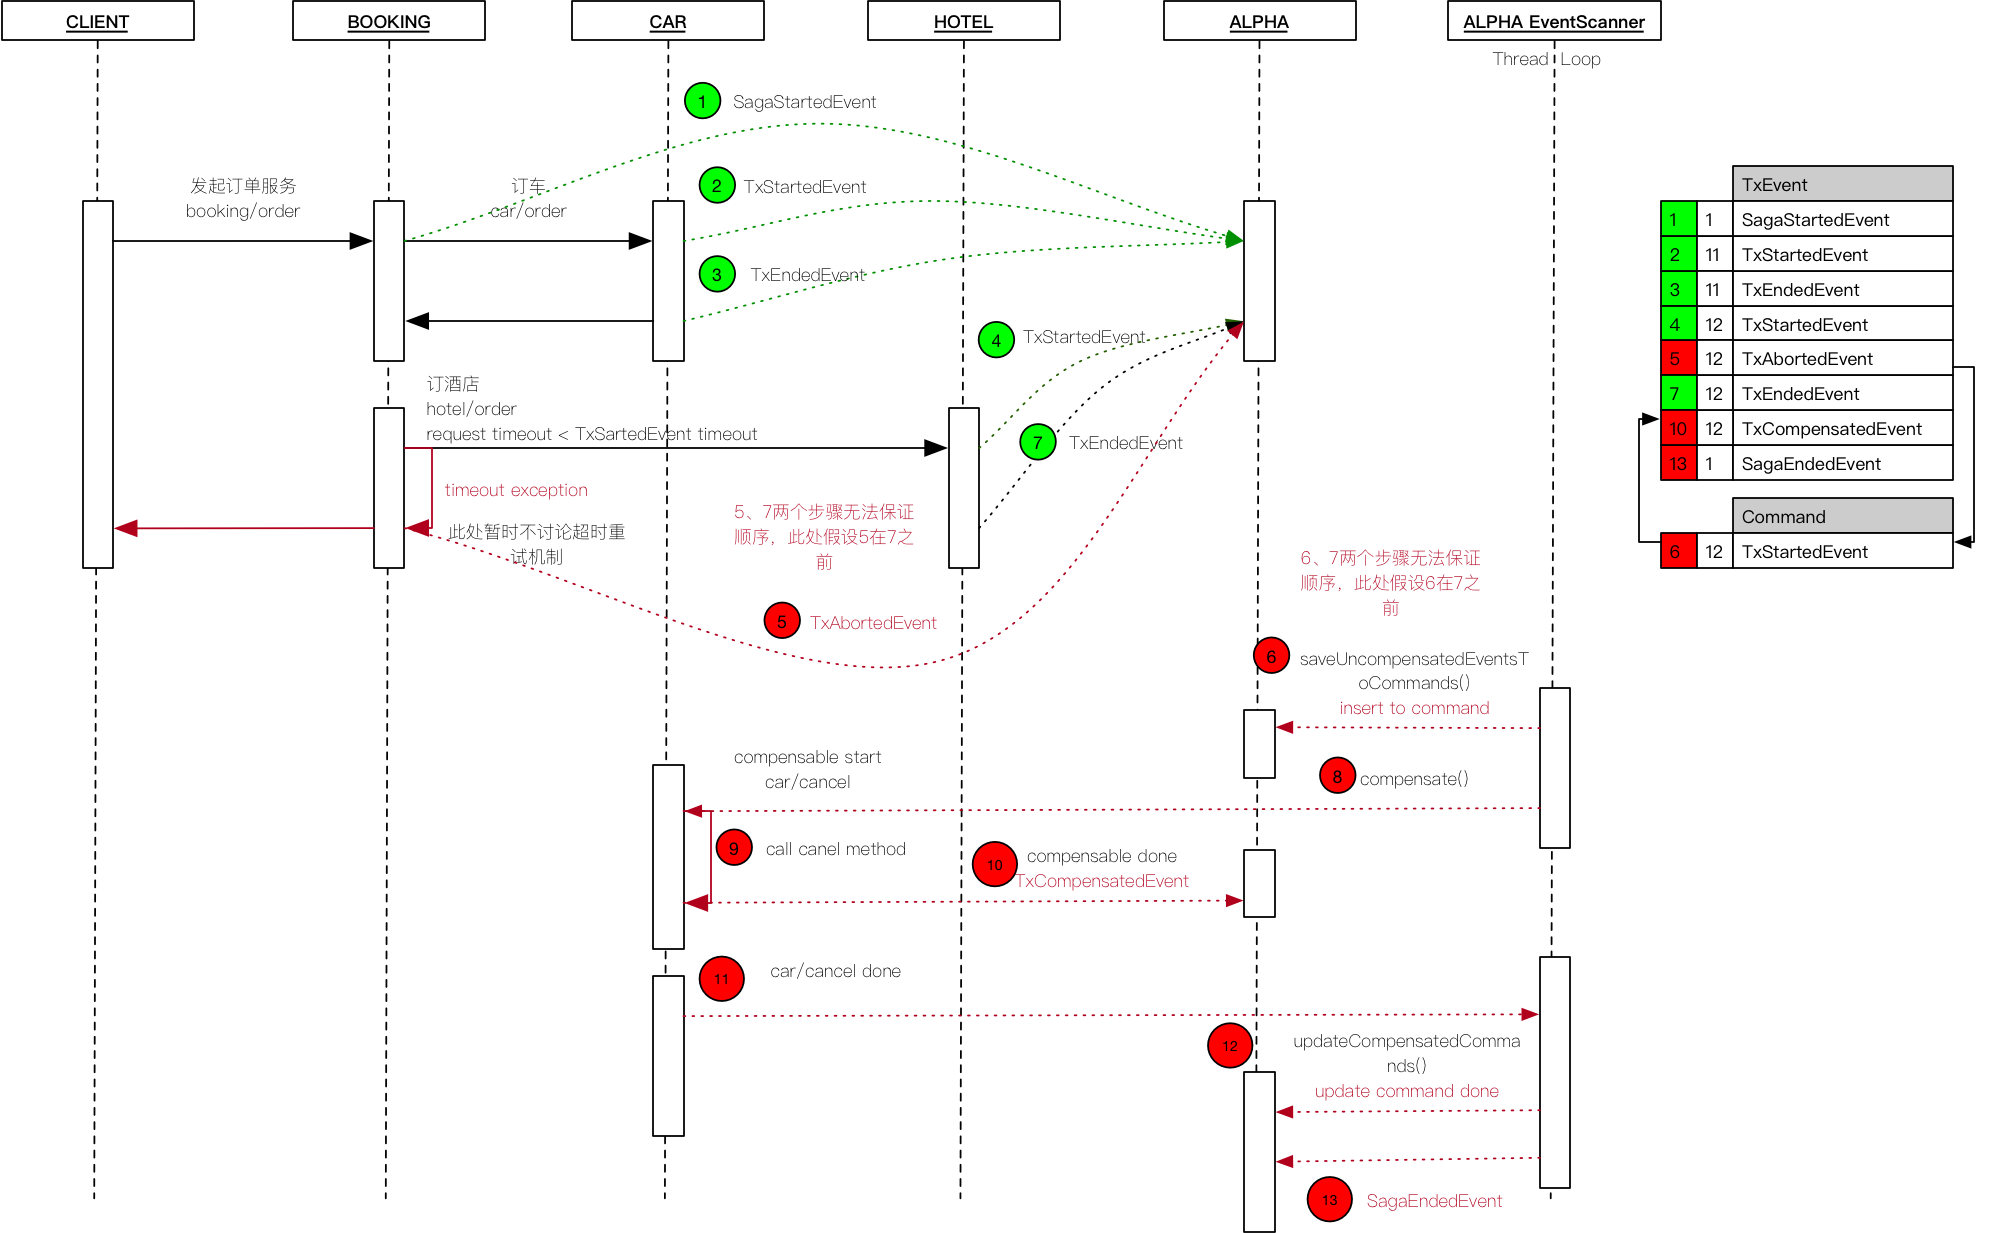 CLIENT
BOOKING
CAR
HOTEL
ALPHA
ALPHA EventScanner
Thread Loop
1
SagaStartedEvent
发起订单服务
booking/order
订车
car/order
2
TxStartedEvent
3
TxEndedEvent
4
TxStartedEvent
订酒店
hotel/order
request timeout < TxSartedEvent timeout
7
TxEndedEvent
timeout exception
此处暂时不讨论超时重
试机制
5、7两个步骤无法保证
顺序，此处假设5在7之
前
6、7两个步骤无法保证
顺序，此处假设6在7之
前
5
TxAbortedEvent
6
saveUncompensatedEventsT
oCommands()
insert to command
compensable start
car/cancel
8
compensate()
9
call canel method
10
compensable done
TxCompensatedEvent
11
car/cancel done
12
updateCompensatedComma
nds()
update command done
13
SagaEndedEvent
TxEvent
1 1 SagaStartedEvent
2 11 TxStartedEvent
3 11 TxEndedEvent
4 12 TxStartedEvent
5 12 TxAbortedEvent
7 12 TxEndedEvent
10 12 TxCompensatedEvent
13 1 SagaEndedEvent
Command
6 12 TxStartedEvent